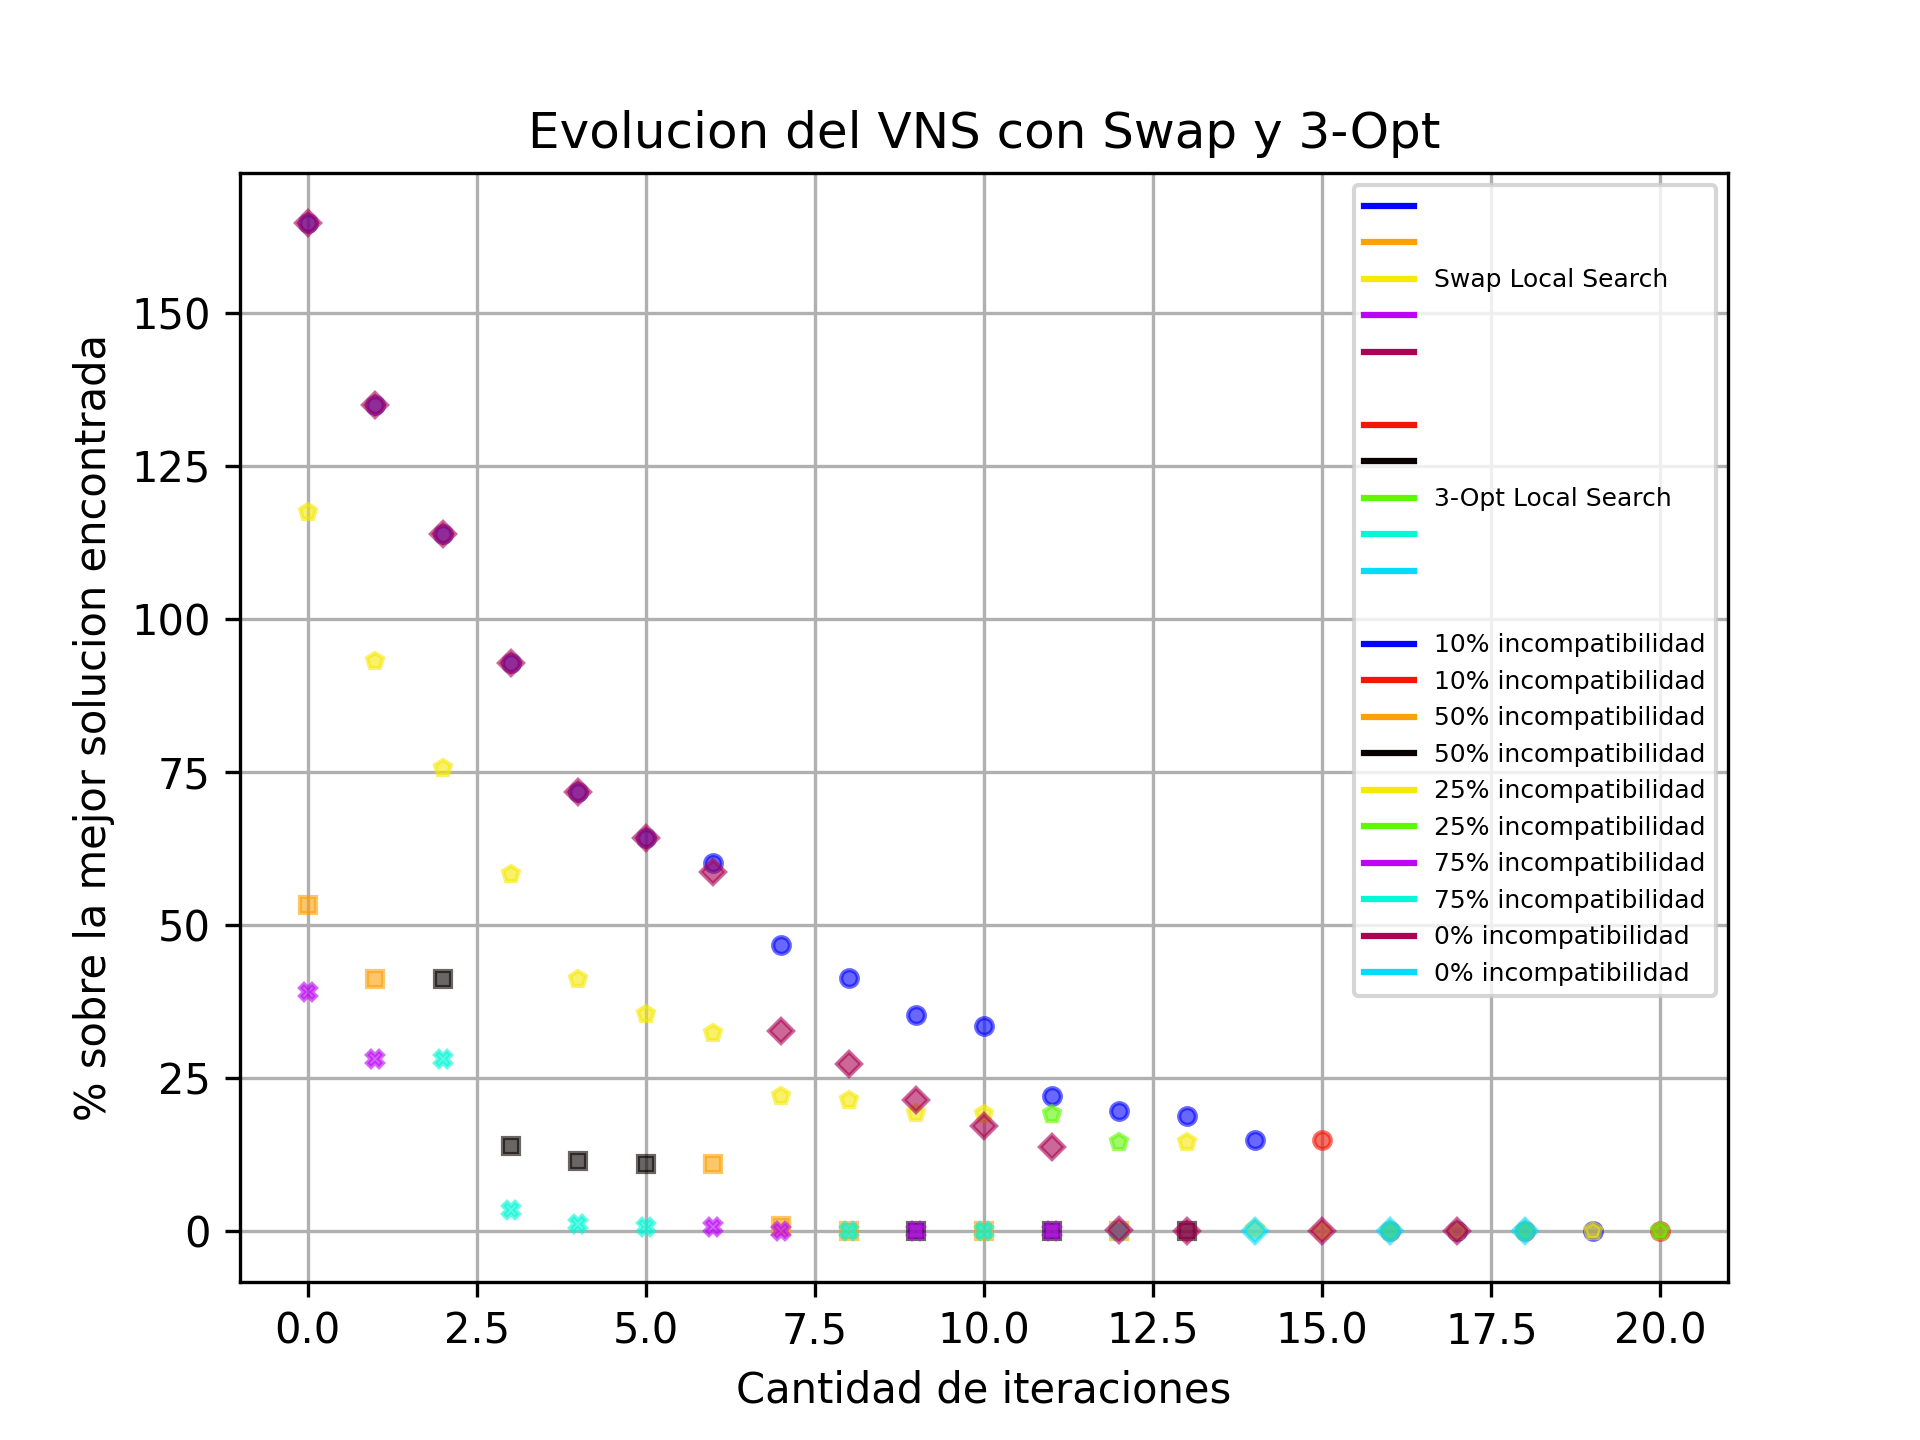 Evolucion del VNS con Swap y 3-Opt
% sobre la mejor solucion encontrada
150
125
100
75
50
25
0
Swap Local Search
3-Opt Local Search
10% incompatibilidad
10% incompatibilidad
50% incompatibilidad
50% incompatibilidad
25% incompatibilidad
25% incompatibilidad
75% incompatibilidad
75% incompatibilidad
0% incompatibilidad
0% incompatibilidad
0.0 2.5 5.0 7.5 10.0 12.5 15.0 17.5 20.0
Cantidad de iteraciones